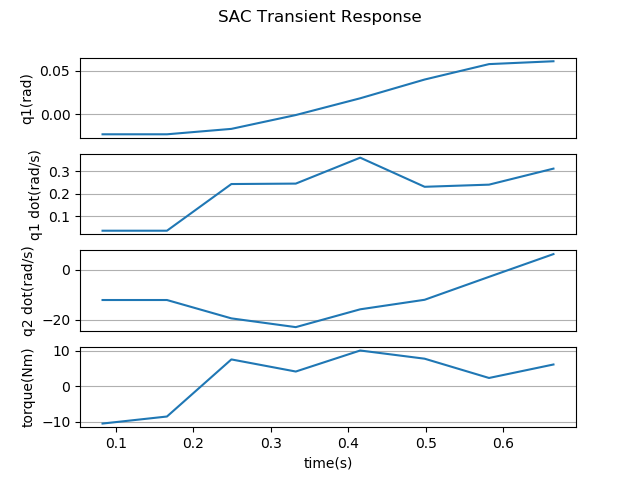 SAC Transient Response
0.05
0.00
q1(rad)
0.3
0.2
0.1
q1 dot(rad/s)
0
−20
q2 dot(rad/s)
10
0
−10
torque(Nm)
0.1 0.2 0.3 0.4 0.5 0.6
time(s)